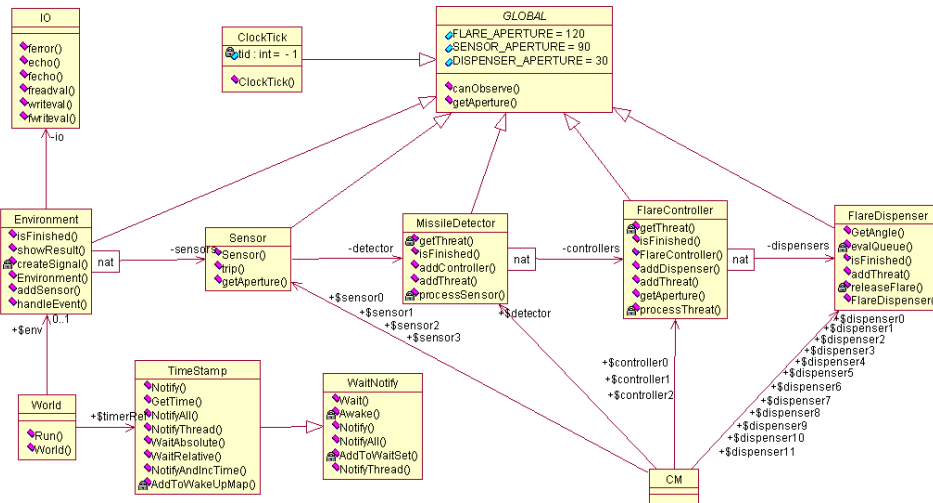 IO
ferror()
echo()
fecho()
freadval()
writeval()
fwriteval()
-io
ClockTick
tid : int = - 1
ClockTick()
GLOBAL
FLARE_APERTURE = 120
SENSOR_APERTURE = 90
DISPENSER_APERTURE = 30
canObserve()
getAperture()
Environment
isFinished()
showResult()
createSignal()
Environment()
addSensor()
handleEvent()
nat
-sensors
0..1
+$env
Sensor
Sensor()
trip()
getAperture()
-detector
MissileDetector
getThreat()
isFinished()
addController()
addThreat()
processSensor()
nat
-controllers
FlareController
getThreat()
isFinished()
FlareController()
addDispenser()
addThreat()
getAperture()
processThreat()
nat
-dispensers
FlareDispenser
GetAngle()
evalQueue()
isFinished()
addThreat()
releaseFlare()
FlareDispenser()
+$sensor0
+$sensor1
+$sensor2
+$sensor3
+$detector
+$controller0
+$controller1
+$controller2
+$dispenser0
+$dispenser1
+$dispenser2
+$dispenser3
+$dispenser4
+$dispenser5
+$dispenser6
+$dispenser7
+$dispenser8
+$dispenser9
+$dispenser10
+$dispenser11
World
Run()
World()
+$timerRef
TimeStamp
Notify()
GetTime()
NotifyAll()
NotifyThread()
WaitAbsolute()
WaitRelative()
NotifyAndIncTime()
AddToWakeUpMap()
WaitNotify
Wait()
Awake()
Notify()
NotifyAll()
AddToWaitSet()
NotifyThread()
CM